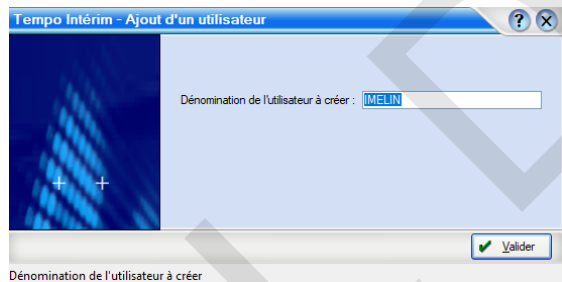 Tempo Intérim - Ajout d'un utilisateur
Dénomination de l'utilisateur à créer : IMELIN
Valider
Dénomination de l'utilisateur à créer